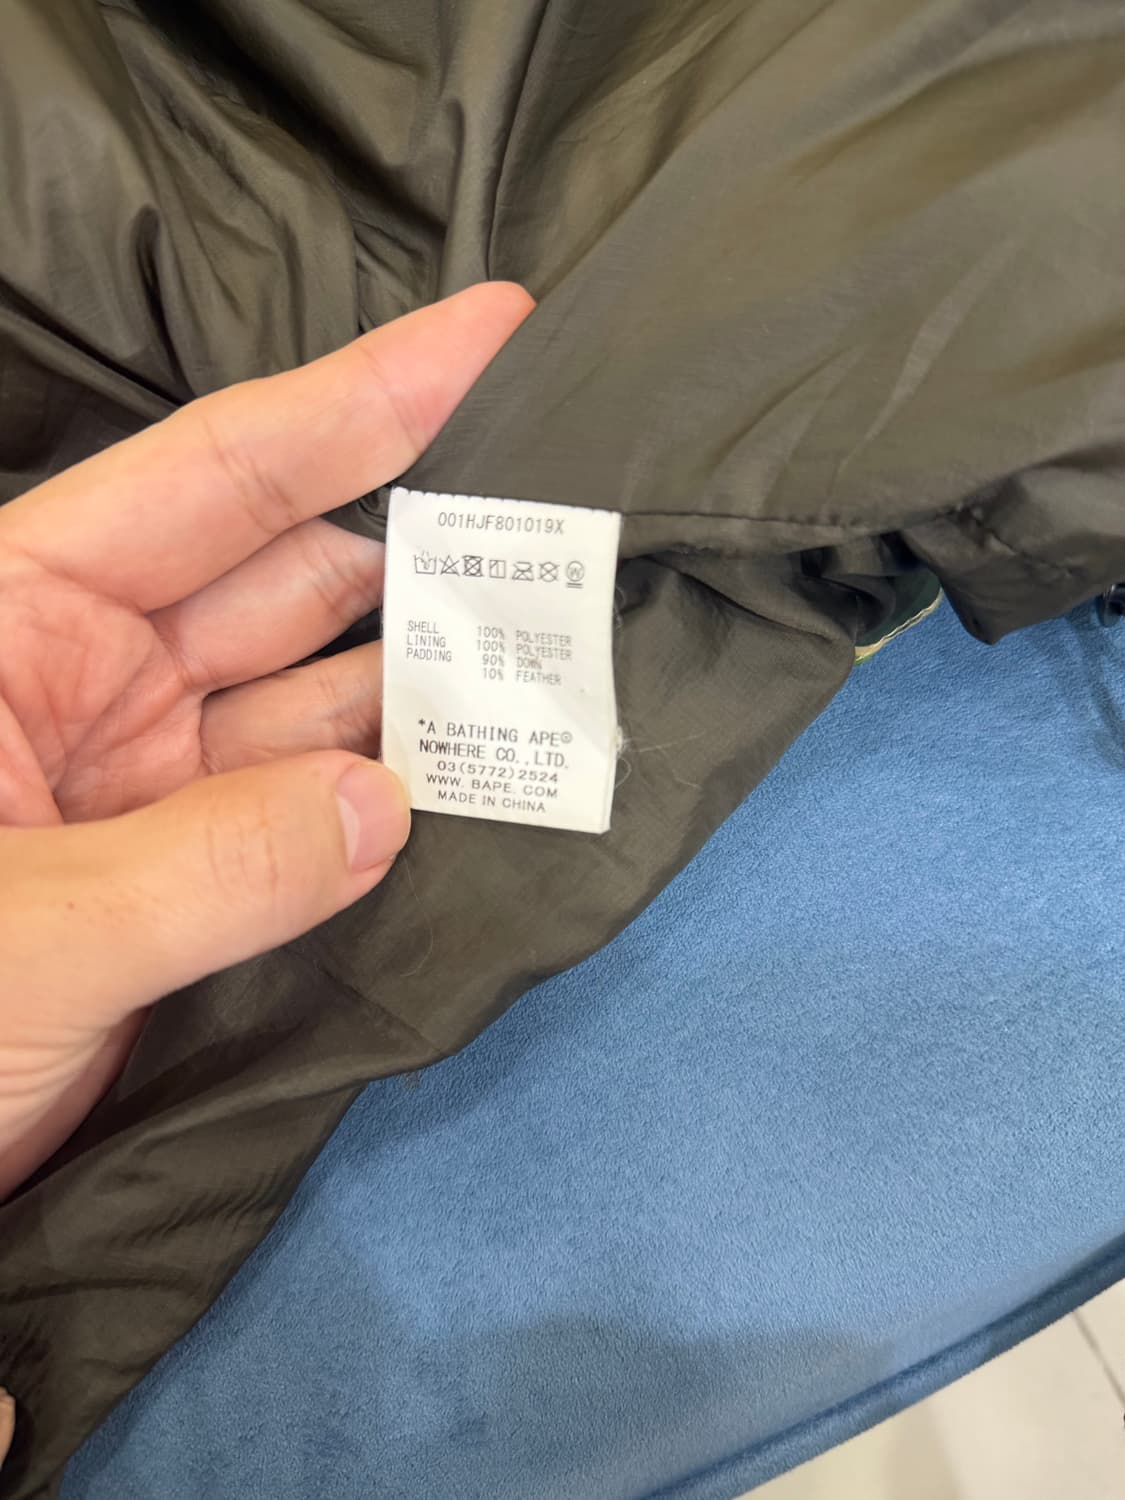 001HJF801019X
SHELL 100% POLYESTER
LINING 100% POLYESTER
PADDING 90% DOWN
10% FEATHER
*A BATHING APE©
NOWHERE CO.,LTD.
03(5772)2524
WWW. BAPE. COM
MADE IN CHINA